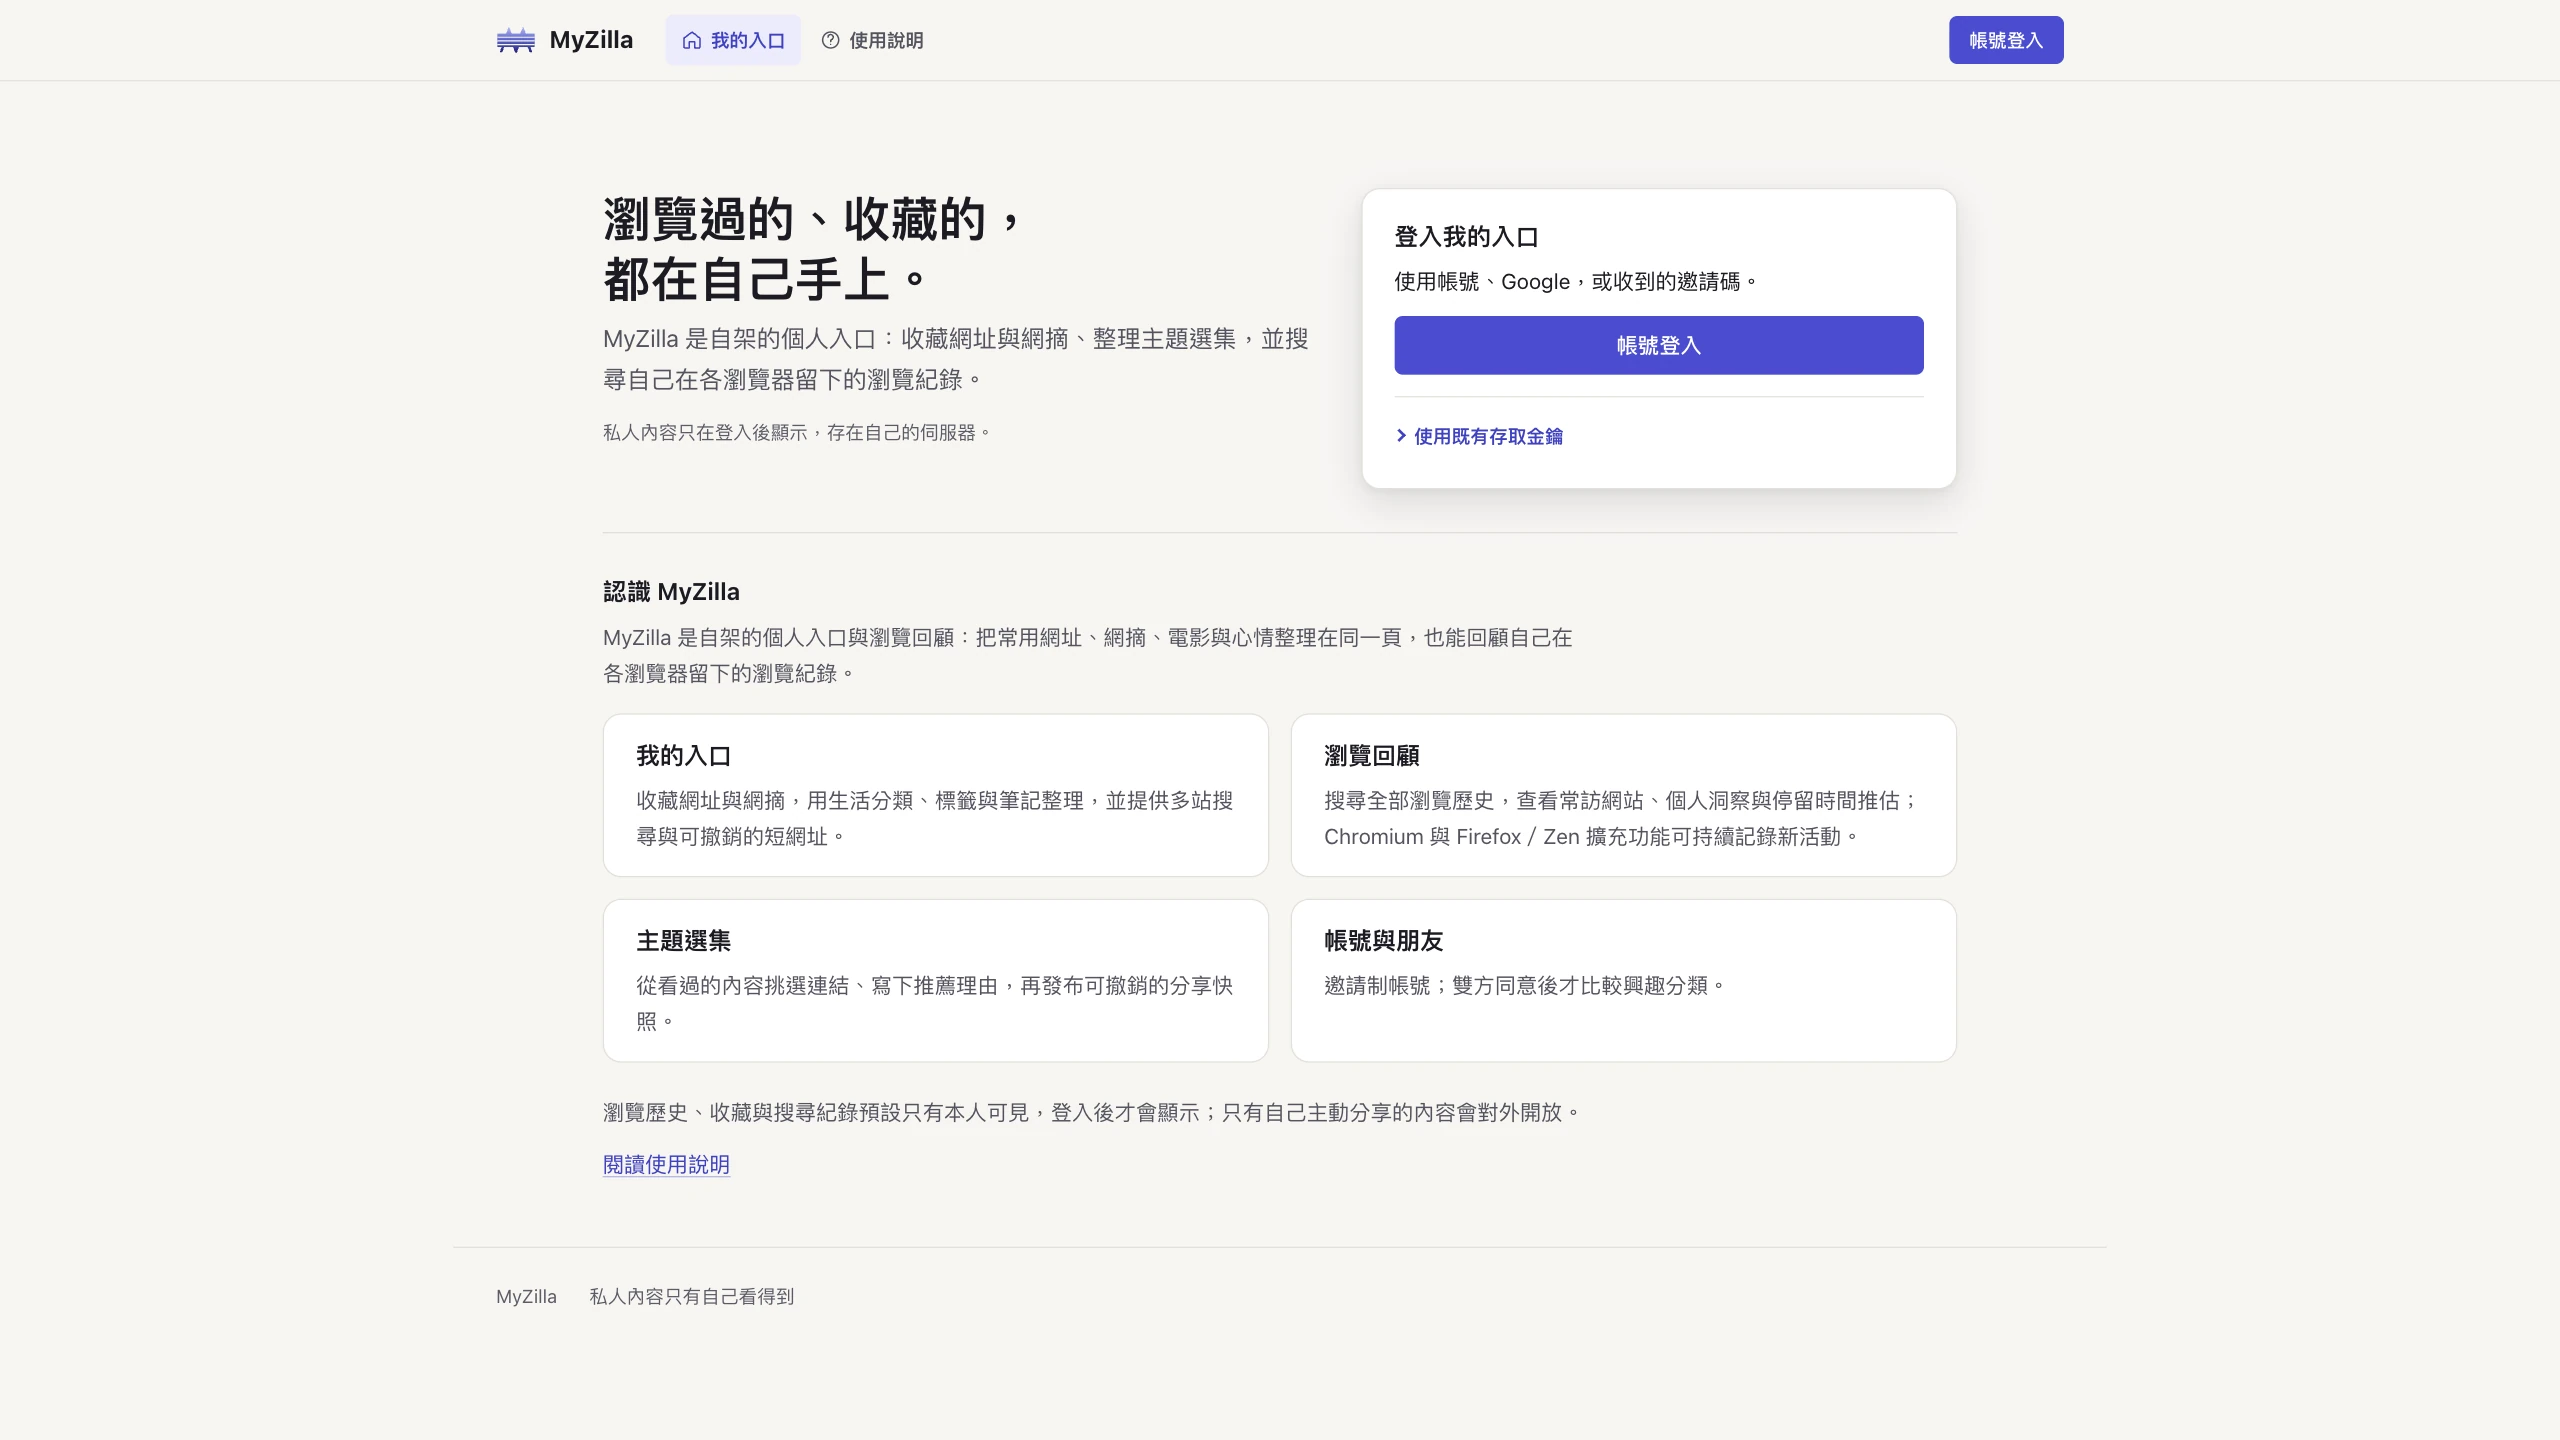 MyZilla
我的入口
使用說明
帳號登入
瀏覽過的、收藏的，
都在自己手上。
MyZilla 是自架的個人入口：收藏網址與網摘、整理主題選集，並搜
尋自己在各瀏覽器留下的瀏覽紀錄。
私人內容只在登入後顯示，存在自己的伺服器。
登入我的入口
使用帳號、Google，或收到的邀請碼。
帳號登入
使用既有存取金鑰
認識 MyZilla
MyZilla 是自架的個人入口與瀏覽回顧：把常用網址、網摘、電影與心情整理在同一頁，也能回顧自己在
各瀏覽器留下的瀏覽紀錄。
我的入口
收藏網址與網摘，用生活分類、標籤與筆記整理，並提供多站搜
尋與可撤銷的短網址。
瀏覽回顧
搜尋全部瀏覽歷史，查看常訪網站、個人洞察與停留時間推估；
Chromium 與 Firefox / Zen 擴充功能可持續記錄新活動。
主題選集
從看過的內容挑選連結、寫下推薦理由，再發布可撤銷的分享快
照。
帳號與朋友
邀請制帳號；雙方同意後才比較興趣分類。
瀏覽歷史、收藏與搜尋紀錄預設只有本人可見，登入後才會顯示；只有自己主動分享的內容會對外開放。
閱讀使用說明
MyZilla
私人內容只有自己看得到